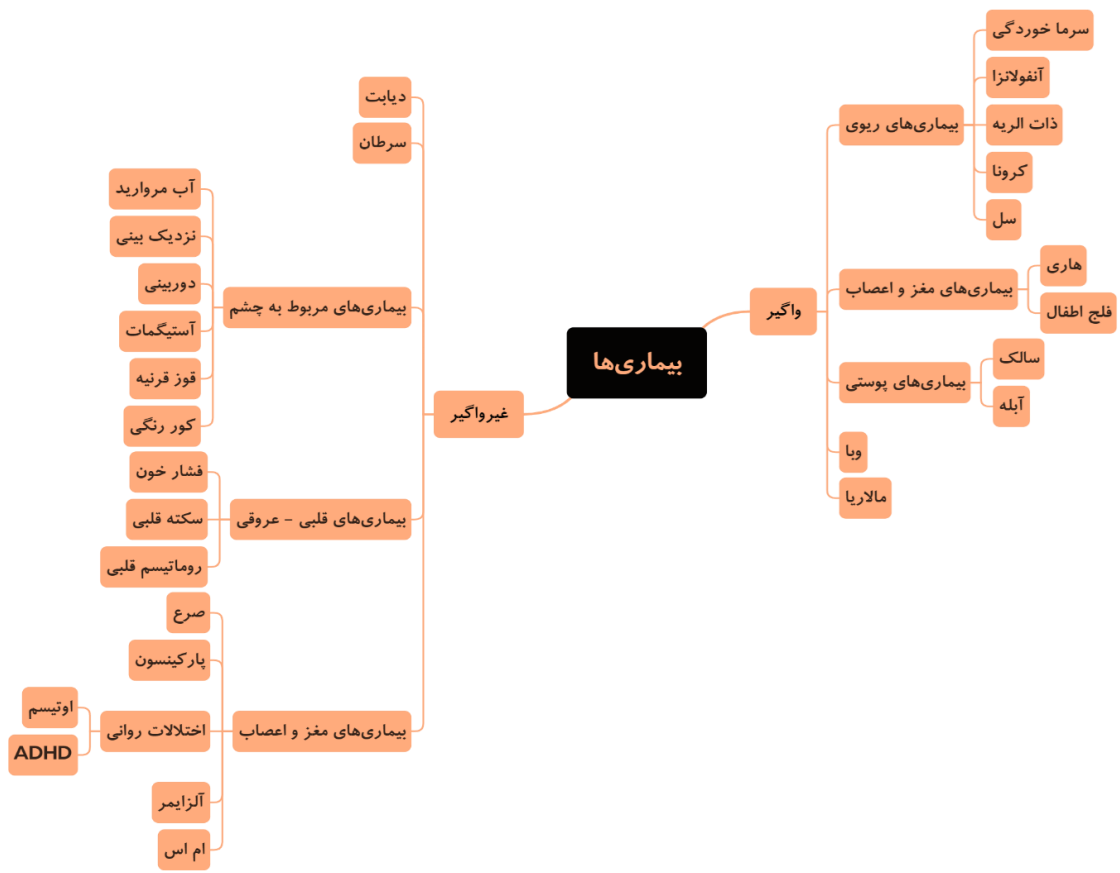 بیماری‌ها
واگیر
بیماری‌های ریوی
سرما خوردگی
آنفولانزا
ذات الریه
کرونا
سل
بیماری‌های مغز و اعصاب
هاری
فلج اطفال
بیماری‌های پوستی
سالک
آبله
وبا
مالاریا
غیرواگیر
دیابت
سرطان
بیماری‌های مربوط به چشم
آب مروارید
نزدیک بینی
دوربینی
آستیگمات
قوز قرنیه
کور رنگی
بیماری‌های قلبی - عروقی
فشار خون
سکته قلبی
روماتیسم قلبی
بیماری‌های مغز و اعصاب
صرع
پارکینسون
اختلالات روانی
اوتیسم
ADHD
آلزایمر
ام اس